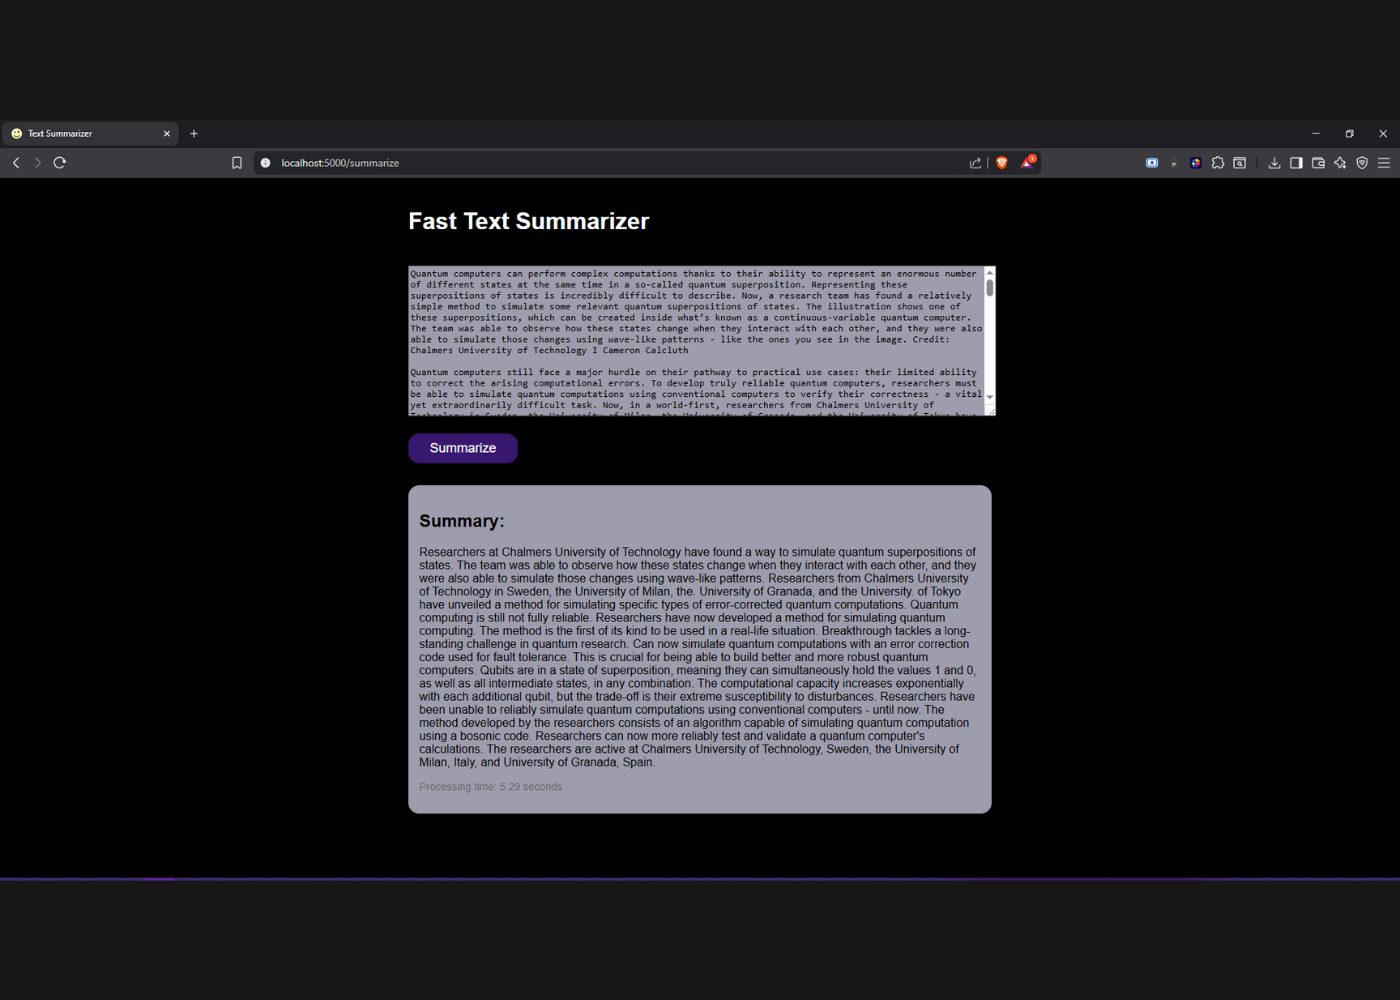 Text Summarizer
localhost:5000/summarize
1
Fast Text Summarizer
Quantum computers can perform complex computations thanks to their ability to represent an enormous number
of different states at the same time in a so-called quantum superposition. Representing these
superpositions of states is incredibly difficult to describe. Now, a research team has found a relatively
simple method to simulate some relevant quantum superpositions of states. The illustration shows one of
these superpositions, which can be created inside what’s known as a continuous-variable quantum computer.
The team was able to observe how these states change when they interact with each other, and they were also
able to simulate those changes using wave-like patterns - like the ones you see in the image. Credit:
Chalmers University of Technology I Cameron Calcluth
Quantum computers still face a major hurdle on their pathway to practical use cases: their limited ability
to correct the arising computational errors. To develop truly reliable quantum computers, researchers must
be able to simulate quantum computations using conventional computers to verify their correctness - a vital
yet extraordinarily difficult task. Now, in a world-first, researchers from Chalmers University of
Technology in Sweden, the University of Milan, the University of Granada, and the University of Tokyo have
Summarize
Summary:
Researchers at Chalmers University of Technology have found a way to simulate quantum superpositions of
states. The team was able to observe how these states change when they interact with each other, and they
were also able to simulate those changes using wave-like patterns. Researchers from Chalmers University
of Technology in Sweden, the University of Milan, the. University of Granada, and the University. of Tokyo
have unveiled a method for simulating specific types of error-corrected quantum computations. Quantum
computing is still not fully reliable. Researchers have now developed a method for simulating quantum
computing. The method is the first of its kind to be used in a real-life situation. Breakthrough tackles a long-
standing challenge in quantum research. Can now simulate quantum computations with an error correction
code used for fault tolerance. This is crucial for being able to build better and more robust quantum
computers. Qubits are in a state of superposition, meaning they can simultaneously hold the values 1 and 0,
as well as all intermediate states, in any combination. The computational capacity increases exponentially
with each additional qubit, but the trade-off is their extreme susceptibility to disturbances. Researchers have
been unable to reliably simulate quantum computations using conventional computers - until now. The
method developed by the researchers consists of an algorithm capable of simulating quantum computation
using a bosonic code. Researchers can now more reliably test and validate a quantum computer's
calculations. The researchers are active at Chalmers University of Technology, Sweden, the University of
Milan, Italy, and University of Granada, Spain.
Processing time: 5.29 seconds